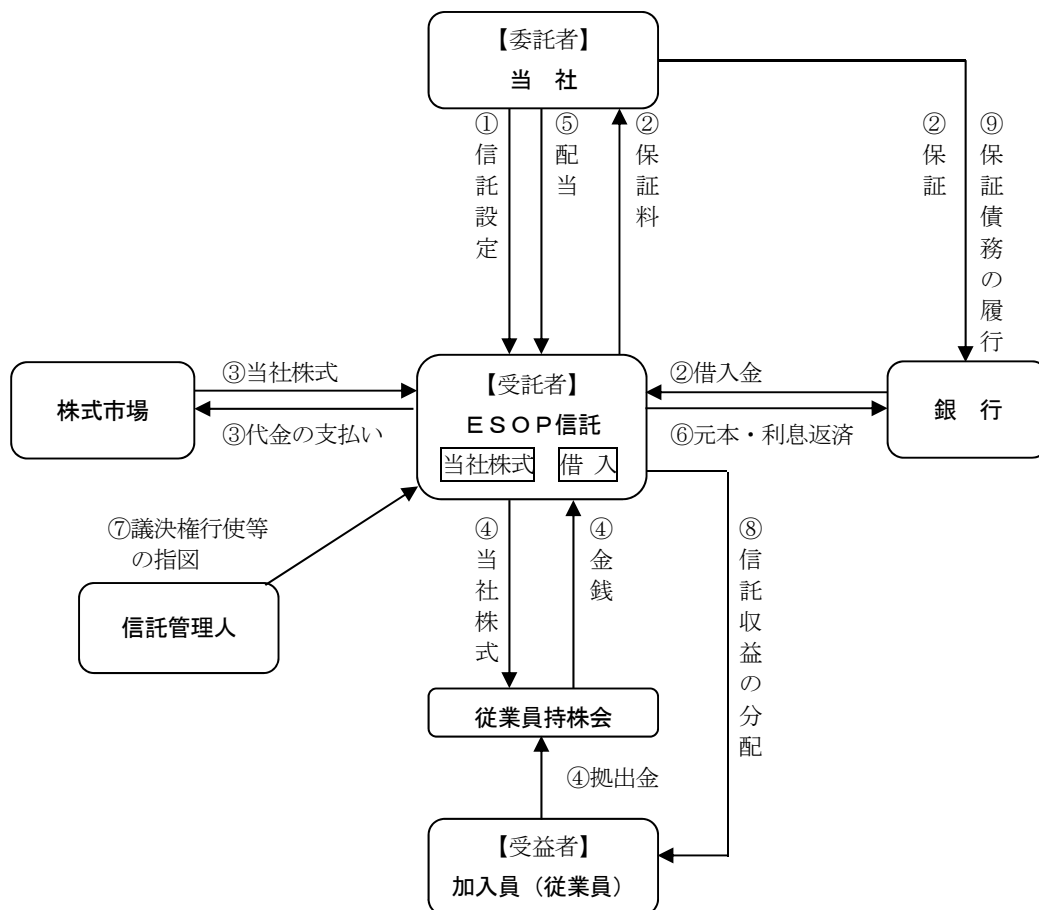 【委託者】
当 社
①信託設定
⑤配当
②保証料
②保証
⑨保証債務の履行
株式市場
③当社株式
③代金の支払い
【受託者】
ESOP信託
当社株式
借 入
②借入金
⑥元本・利息返済
銀 行
⑦議決権行使等
の指図
信託管理人
④当社株式
④金銭
⑧信託収益の分配
従業員持株会
④拠出金
【受益者】
加入員(従業員)